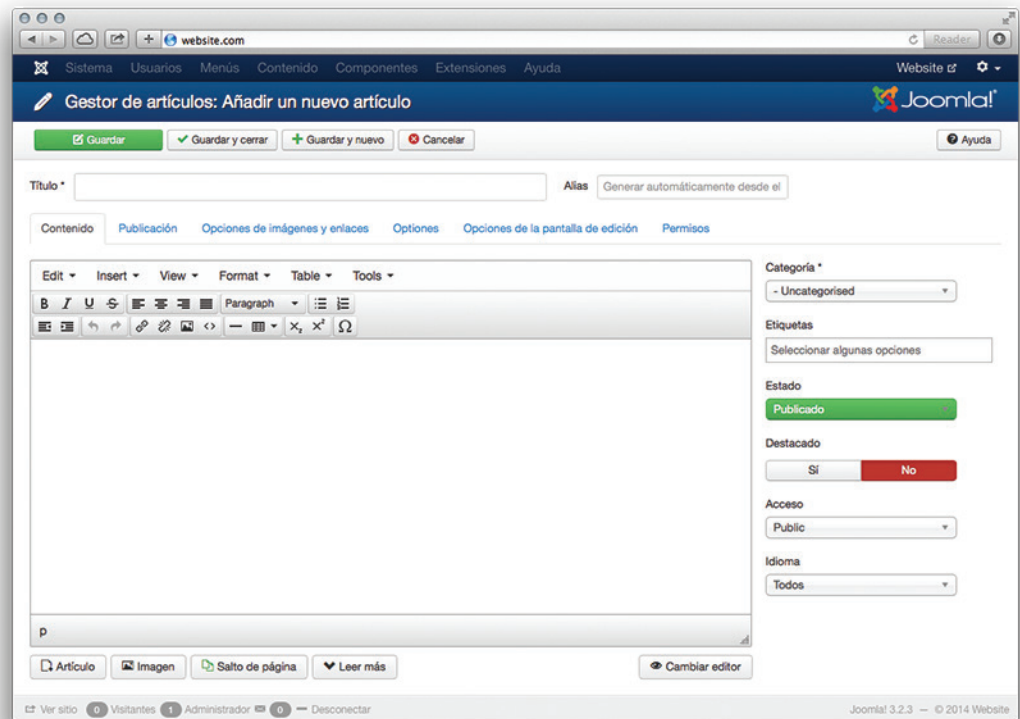 website.com Reader
Sistema Usuarios Menús Contenido Componentes Extensiones Ayuda Website
Gestor de artículos: Añadir un nuevo artículo Joomla!
Guardar Guardar y cerrar Guardar y nuevo Cancelar Ayuda
Título * Alias Generar automáticamente desde el
Contenido Publicación Opciones de imágenes y enlaces Optiones Opciones de la pantalla de edición Permisos
Edit Insert View Format Table Tools
B I U S Paragraph
X₂ X² Ω
Categoría *
- Uncategorised
Etiquetas
Seleccionar algunas opciones
Estado
Publicado
Destacado
Sí No
Acceso
Public
Idioma
Todos
p
Artículo Imagen Salto de página Leer más Cambiar editor
Ver sitio 0 Visitantes 1 Administrador 0 Desconectar Joomla! 3.2.3 — © 2014 Website